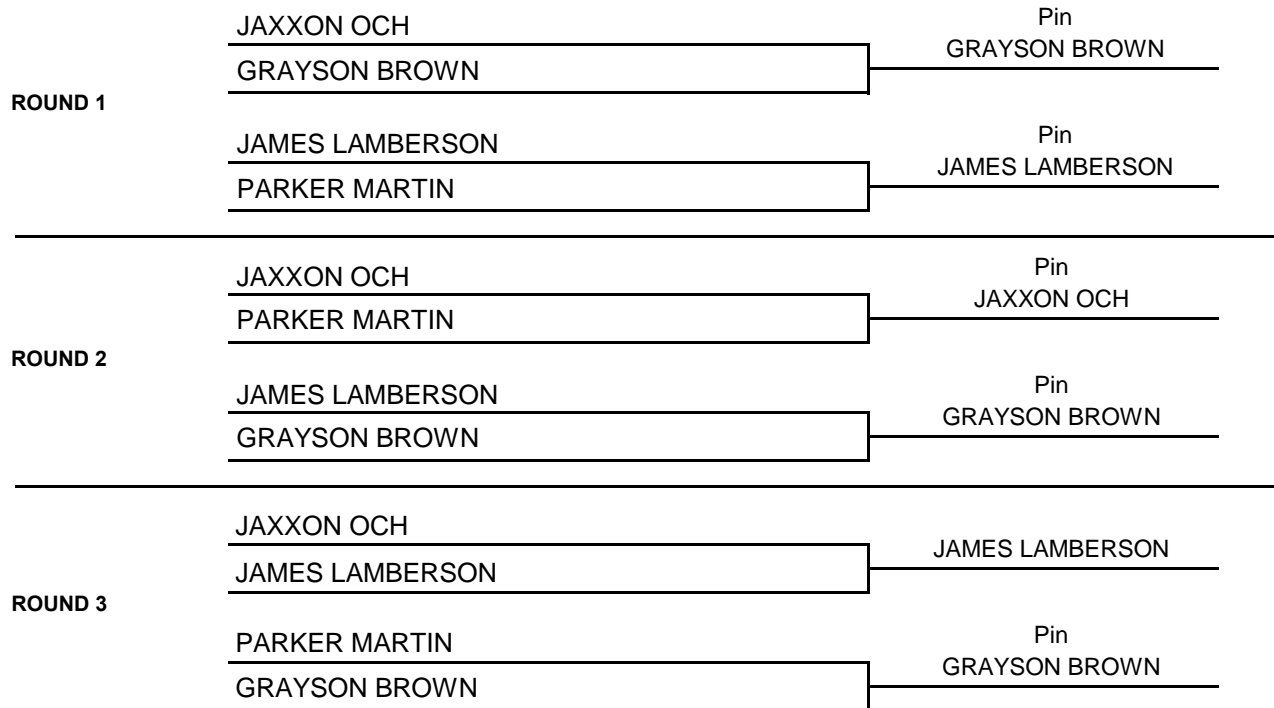 JAXXON OCH
Pin
GRAYSON BROWN
GRAYSON BROWN
ROUND 1
JAMES LAMBERSON
Pin
JAMES LAMBERSON
PARKER MARTIN
JAXXON OCH
Pin
JAXXON OCH
PARKER MARTIN
ROUND 2
JAMES LAMBERSON
Pin
GRAYSON BROWN
GRAYSON BROWN
JAXXON OCH
JAMES LAMBERSON
JAMES LAMBERSON
ROUND 3
PARKER MARTIN
Pin
GRAYSON BROWN
GRAYSON BROWN